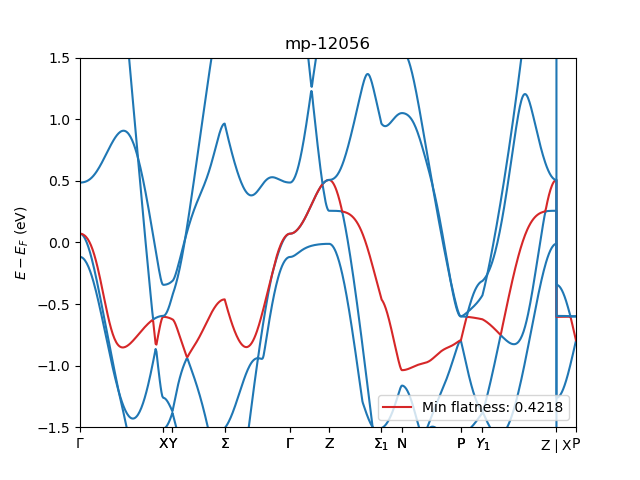 mp-12056
1.5
1.0
0.5
0.0
−0.5
−1.0
−1.5
E − E_F (eV)
Min flatness: 0.4218
Γ X Y Σ Γ Z Σ₁ N P Y₁ Z | X P